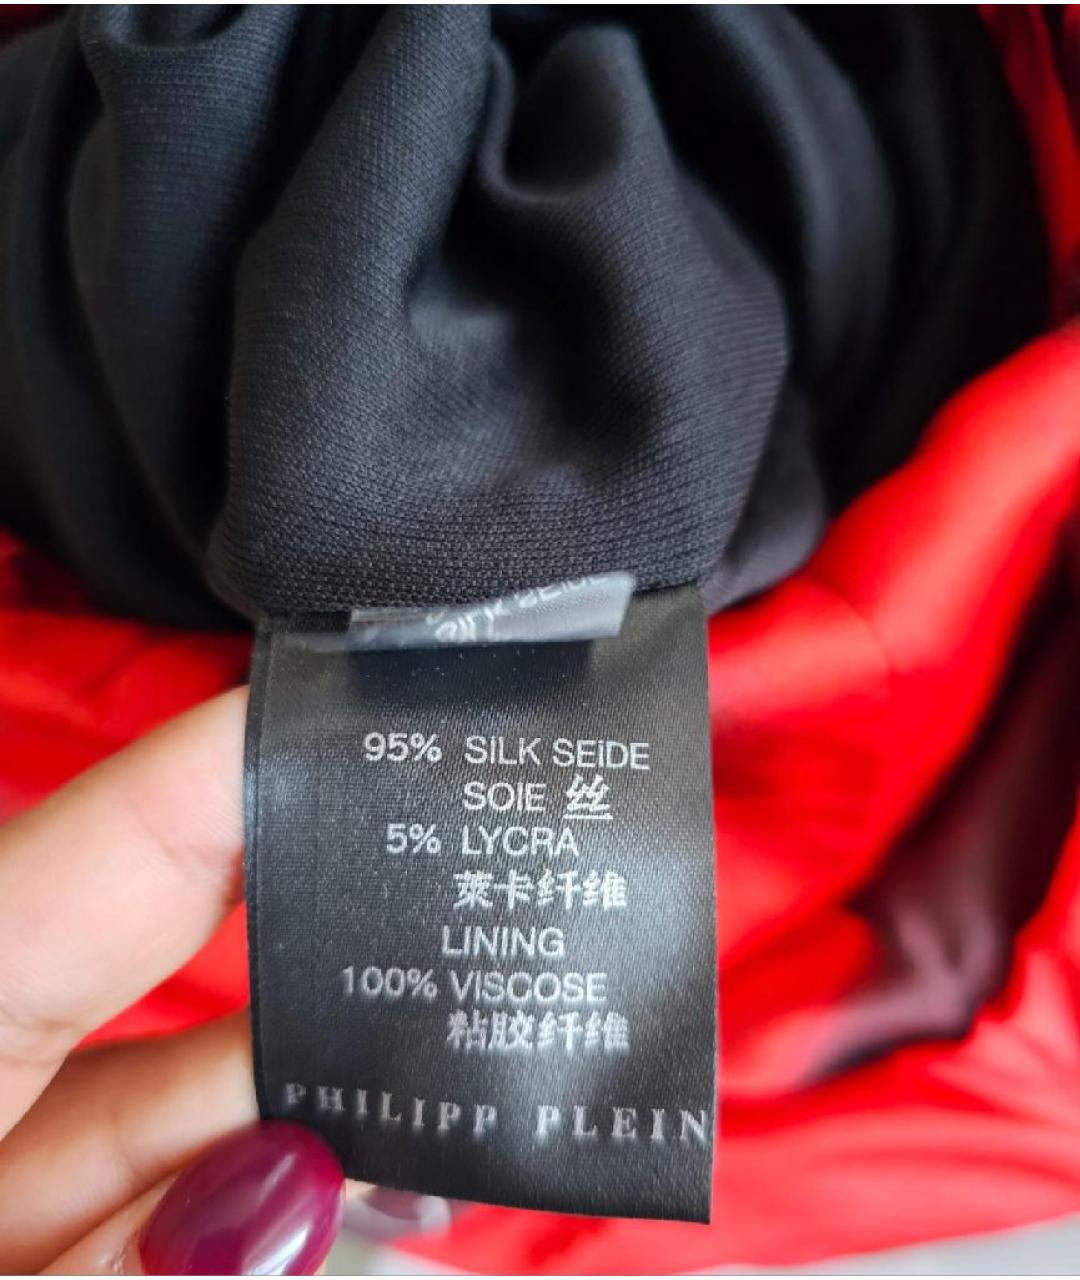 95% SILK SEIDE
SOIE 丝
5% LYCRA
莱卡纤维
LINING
100% VISCOSE
粘胶纤维
PHILIPP PLEIN